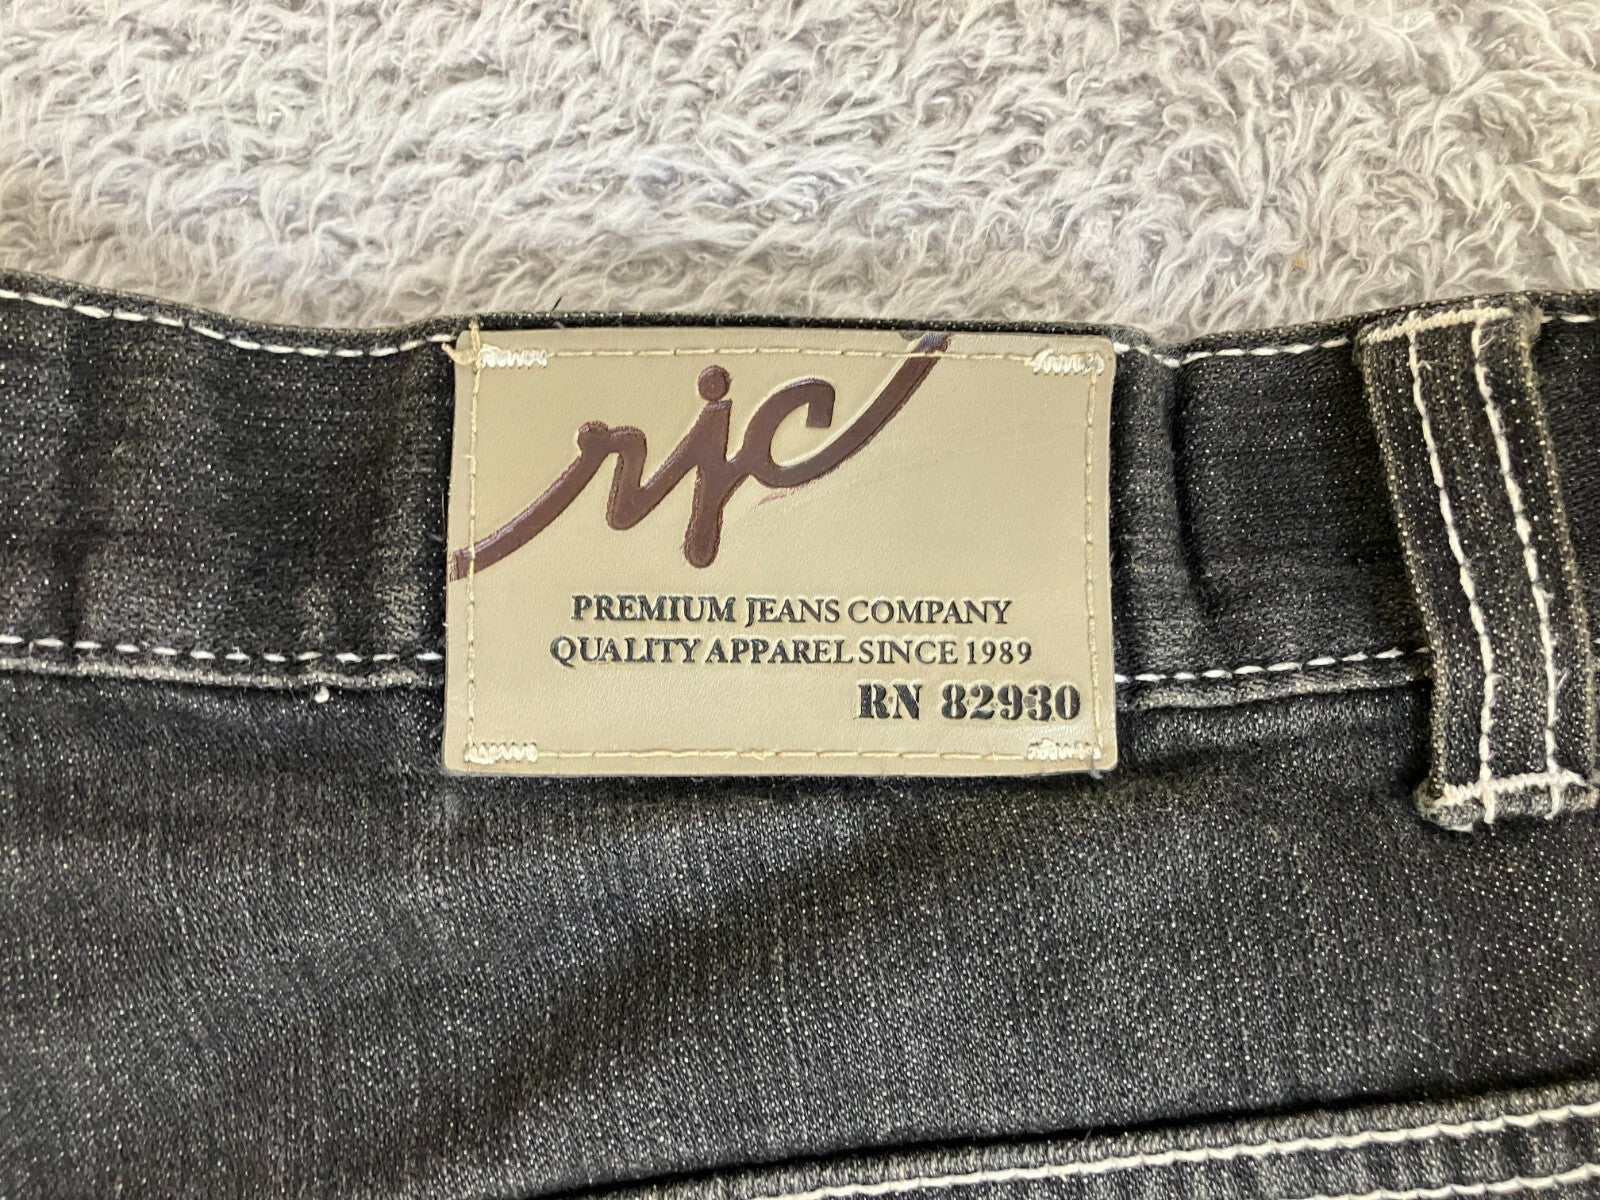 rjc
PREMIUM JEANS COMPANY
QUALITY APPAREL SINCE 1989
RN 82930